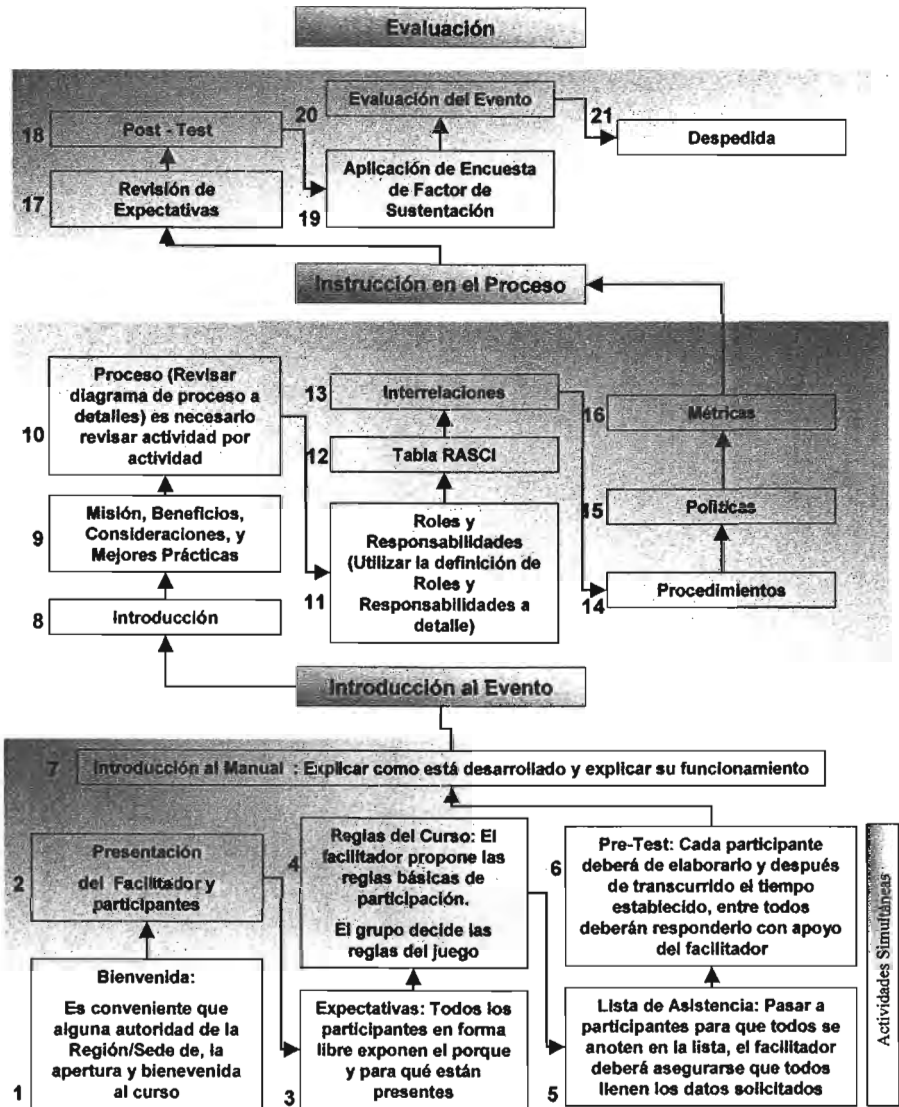 Evaluación
20
Evaluación del Evento
21
18
Post - Test
Despedida
17
Revisión de
Expectativas
19
Aplicación de Encuesta
de Factor de
Sustentación
Instrucción en el Proceso
10
Proceso (Revisar
diagrama de proceso a
detalles) es necesario
revisar actividad por
actividad
13
Interrelaciones
16
Métricas
12
Tabla RASCI
9
Misión, Beneficios,
Consideraciones, y
Mejores Prácticas
15
Políticas
11
Roles y
Responsabilidades
(Utilizar la definición de
Roles y
Responsabilidades a
detalle)
14
Procedimientos
8
Introducción
Introducción al Evento
7 Introducción al Manual : Explicar como está desarrollado y explicar su funcionamiento
2
Presentación
del Facilitador y
participantes
4
Reglas del Curso: El
facilitador propone las
reglas básicas de
participación.
El grupo decide las
reglas del juego
6
Pre-Test: Cada participante
deberá de elaborarlo y después
de transcurrido el tiempo
establecido, entre todos
deberán responderlo con apoyo
del facilitador
1
Bienvenida:
Es conveniente que
alguna autoridad de la
Región/Sede de, la
apertura y bienevenida
al curso
3
Expectativas: Todos los
participantes en forma
libre exponen el porque
y para qué están
presentes
5
Lista de Asistencia: Pasar a
participantes para que todos se
anoten en la lista, el facilitador
deberá asegurarse que todos
llenen los datos solicitados
Actividades Simultáneas